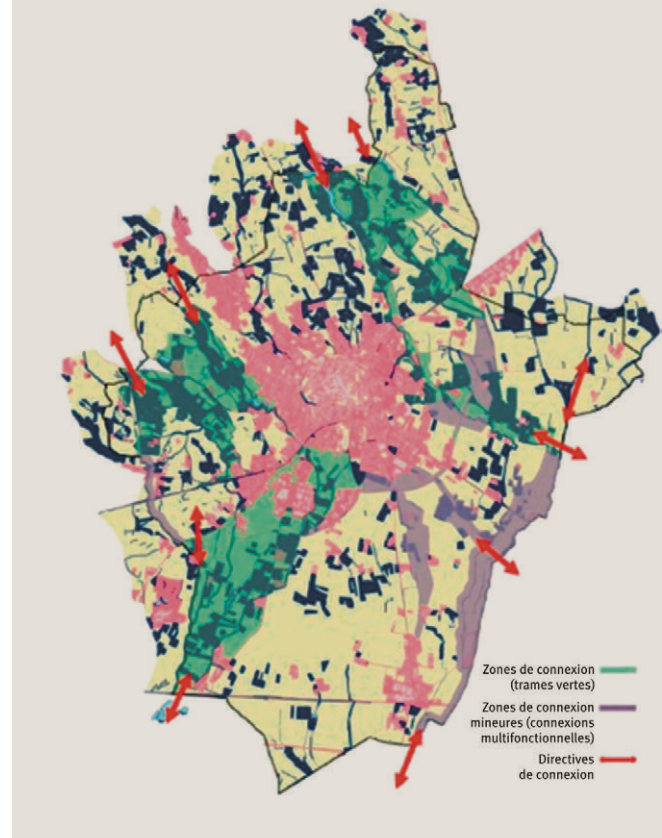 Zones de connexion
(trames vertes)
Zones de connexion
mineures (connexions
multifonctionnelles)
Directives
de connexion